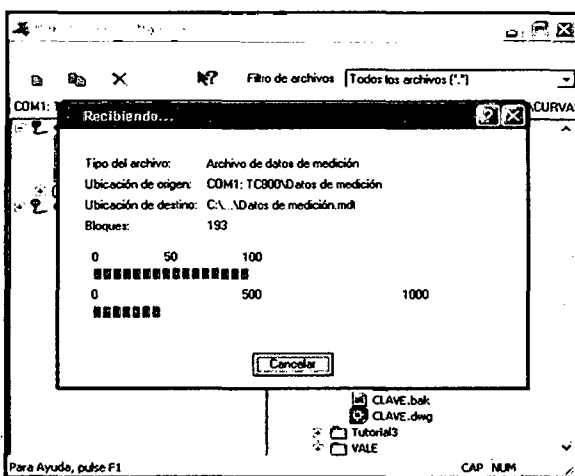 Filtro de archivos Todos los archivos (*.*)
COM1: CURVA
Recibiendo...
Tipo del archivo: Archivo de datos de medición
Ubicación de origen: COM1: TC800\Datos de medición
Ubicación de destino: C:\...\Datos de medición.mdt
Bloques: 193
0 50 100
0 500 1000
Cancelar
CLAVE.bak
CLAVE.dwg
Tutorial3
VALE
Para Ayuda, pulse F1 CAP NUM